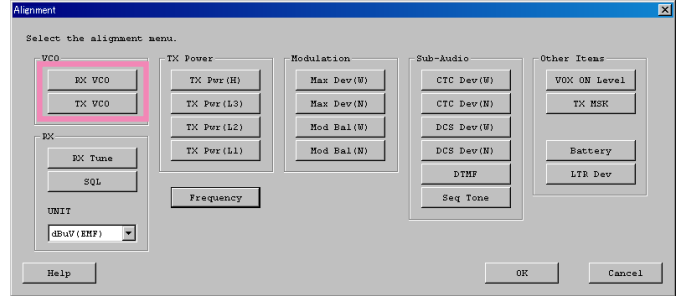 Alignment
Select the alignment menu.
VCO
RX VCO
TX VCO
RX
RX Tune
SQL
UNIT
dBuV(EMF)
TX Power
TX Pwr(H)
TX Pwr(L3)
TX Pwr(L2)
TX Pwr(L1)
Frequency
Modulation
Max Dev(W)
Max Dev(N)
Mod Bal(W)
Mod Bal(N)
Sub-Audio
CTC Dev(W)
CTC Dev(N)
DCS Dev(W)
DCS Dev(N)
DTMF
Seq Tone
Other Items
VOX ON Level
TX MSK
Battery
LTR Dev
Help
OK
Cancel